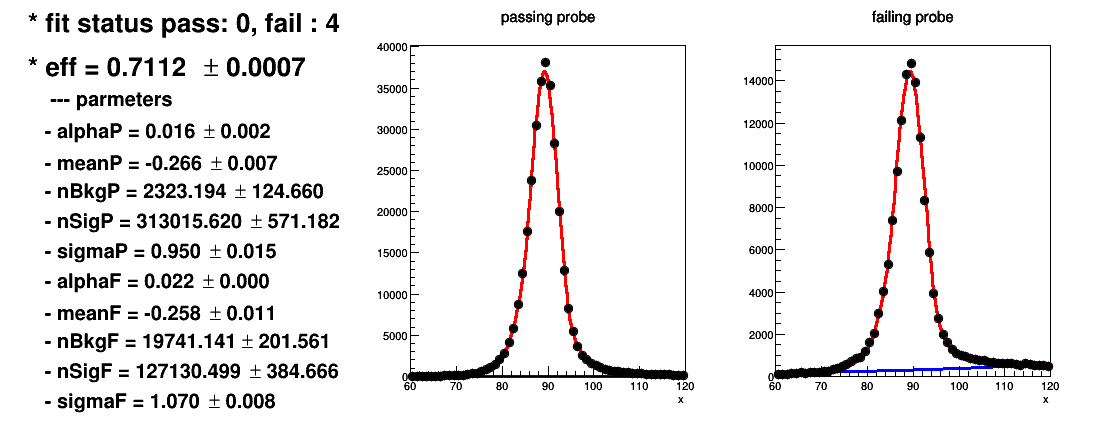 * fit status pass: 0, fail : 4
* eff = 0.7112 ± 0.0007
--- parmeters
- alphaP = 0.016 ± 0.002
- meanP = -0.266 ± 0.007
- nBkgP = 2323.194 ± 124.660
- nSigP = 313015.620 ± 571.182
- sigmaP = 0.950 ± 0.015
- alphaF = 0.022 ± 0.000
- meanF = -0.258 ± 0.011
- nBkgF = 19741.141 ± 201.561
- nSigF = 127130.499 ± 384.666
- sigmaF = 1.070 ± 0.008
passing probe
40000
35000
30000
25000
20000
15000
10000
5000
0
60 70 80 90 100 110 120
x
failing probe
14000
12000
10000
8000
6000
4000
2000
0
60 70 80 90 100 110 120
x